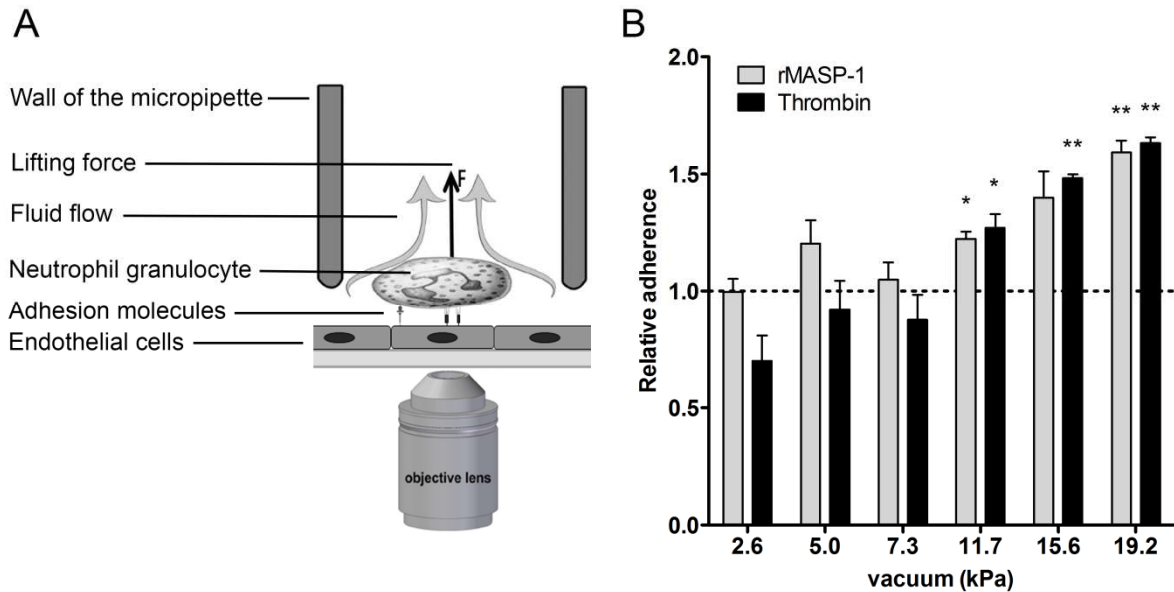 A
Wall of the micropipette
Lifting force
F
Fluid flow
Neutrophil granulocyte
Adhesion molecules
Endothelial cells
objective lens
B
rMASP-1
Thrombin
Relative adherence
2.0
1.5
1.0
0.5
0.0
* *
**
** **
2.6 5.0 7.3 11.7 15.6 19.2
vacuum (kPa)